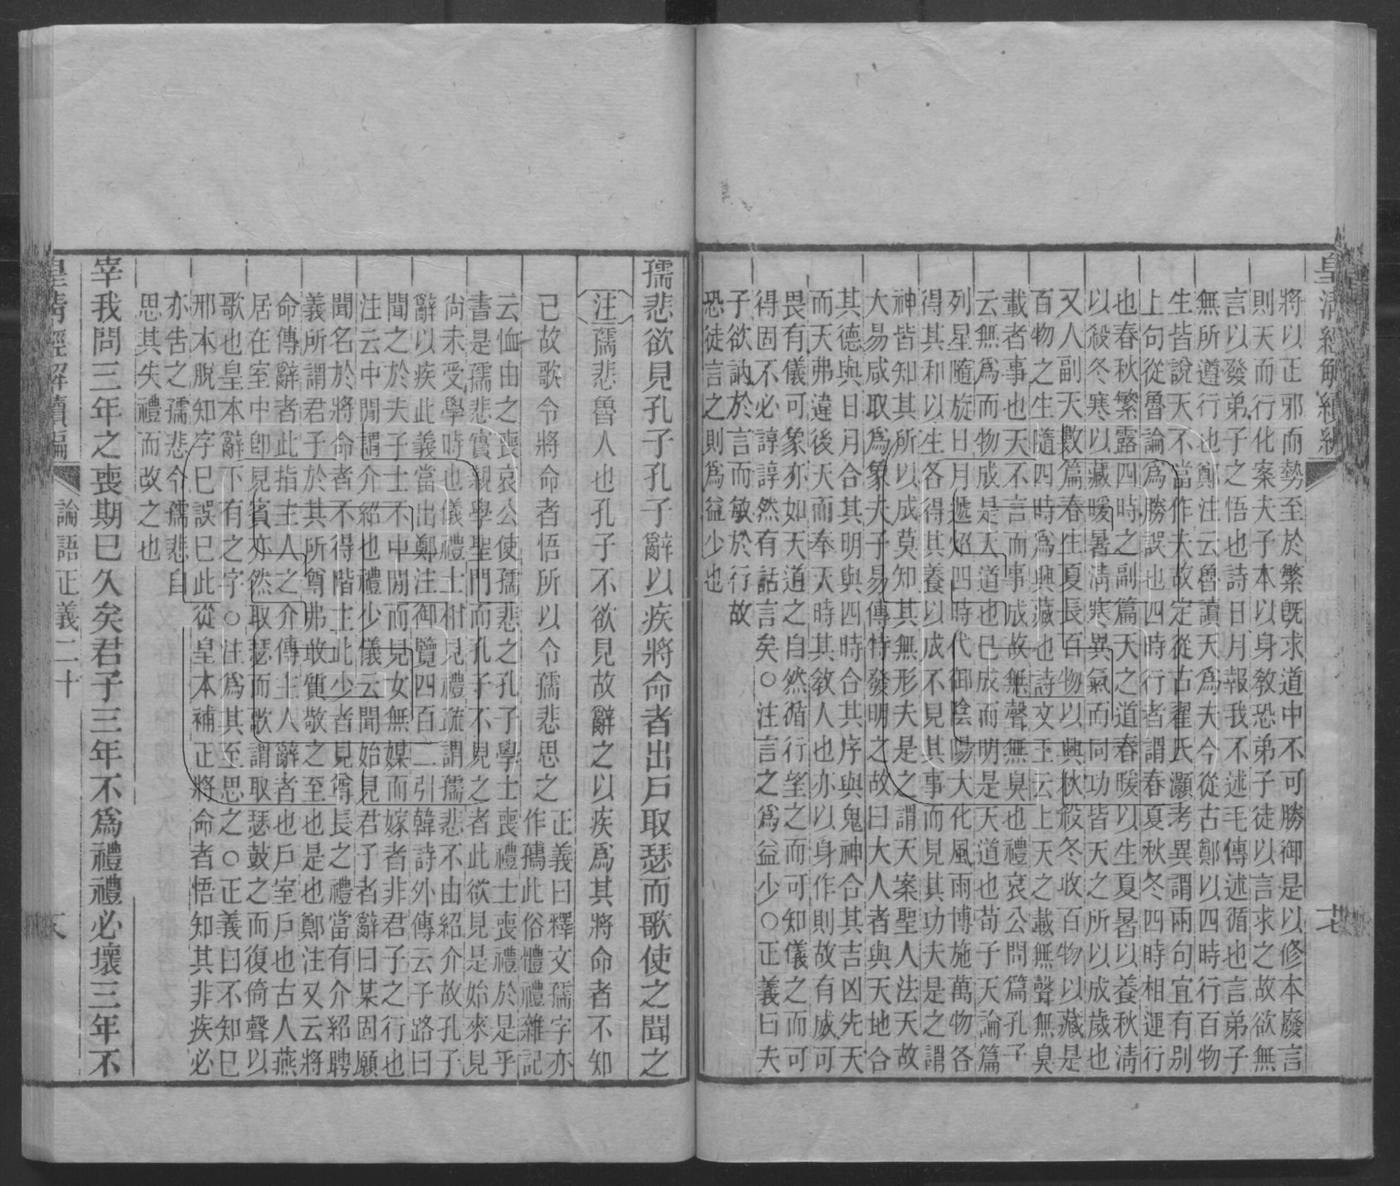 皇清經解續編
將以正邪而勢至於繁旣求道中不可勝御是以修本廢言
則天而行化案夫子本以身敎恐弟子徒以言求之故欲無
言以發弟子之悟也詩日月報我不述毛傳述循也言弟子
無所遵行也鄭注云魯讀天爲夫今從古鄭以四時行百物
生皆說天不當作夫故定從古翟氏灝考異謂兩句宜有別
上句從魯論爲勝誤也四時行者謂春夏秋冬四時相運行
也春秋繁露四時之副篇天之道春暖以生夏暑以養秋淸
以殺冬寒以藏暖暑淸寒異氣而同功皆天之所以成歲也
又人副天數篇春生夏長百物以興秋殺冬收百物以藏是
百物之生隨四時爲興藏也詩文王云上天之載無聲無臭
載者事也天不言而事成故無聲無臭也禮哀公問篇孔子
云無爲而物成是天道也已成而明是天道也荀子天論篇
列星隨旋日月遞炤四時代御陰陽大化風雨博施萬物各
得其和以生各得其養以成不見其事而見其功夫是之謂
神皆知其所以成莫知其無形夫是之謂天案聖人法天故
大易咸取爲象夫子易傳特發明之故曰大人者與天地合
其德與日月合其明與四時合其序與鬼神合其吉凶先天
而天弗違後天而奉天時其敎人也亦以身作則故有威可
畏有儀可象亦如天道之自然循行望之而可知儀之而可
得固不必諄諄然有話言矣○注言之爲益少○正義曰夫
子欲訥於言而敏於行故
恐徒言之則爲益少也
孺悲欲見孔子孔子辭以疾將命者出戶取瑟而歌使之聞之
注孺悲魯人也孔子不欲見故辭之以疾爲其將命者不知
己故歌令將命者悟所以令孺悲思之正義曰釋文孺字亦
作㺛此俗體禮雜記
云恤由之喪哀公使孺悲之孔子學士喪禮士喪禮於是乎
書是孺悲實親學聖門而孔子不見之者此欲見是始來見
尙未受學時也儀禮士相見禮疏謂孺悲不由紹介故孔子
辭以疾此義當出鄭注御覽四百二引韓詩外傳云子路曰
聞之於夫子士不中閒而見女無媒而嫁者非君子之行也
注云中閒謂介紹也禮少儀云聞始見君子者辭曰某固願
聞名於將命者不得階主此少者見尊長之禮當有介紹聘
義所謂君子於其所尊弗敢質敬之至也是也鄭注又云將
命傳辭者此指主人之介傳主人辭者也戶室戶也古人燕
居在室中卽見賓亦然取瑟而歌謂取瑟鼓之而復倚聲以
歌也皇本辭下有之字○注爲其至思之○正義曰不知已
邢本脫知字已誤巳此從皇本補正將命者悟知其非疾必
亦吿之孺悲令孺悲自
思其失禮而改之也
宰我問三年之喪期已久矣君子三年不爲禮禮必壞三年不
皇淸經解續編
論語正義二十